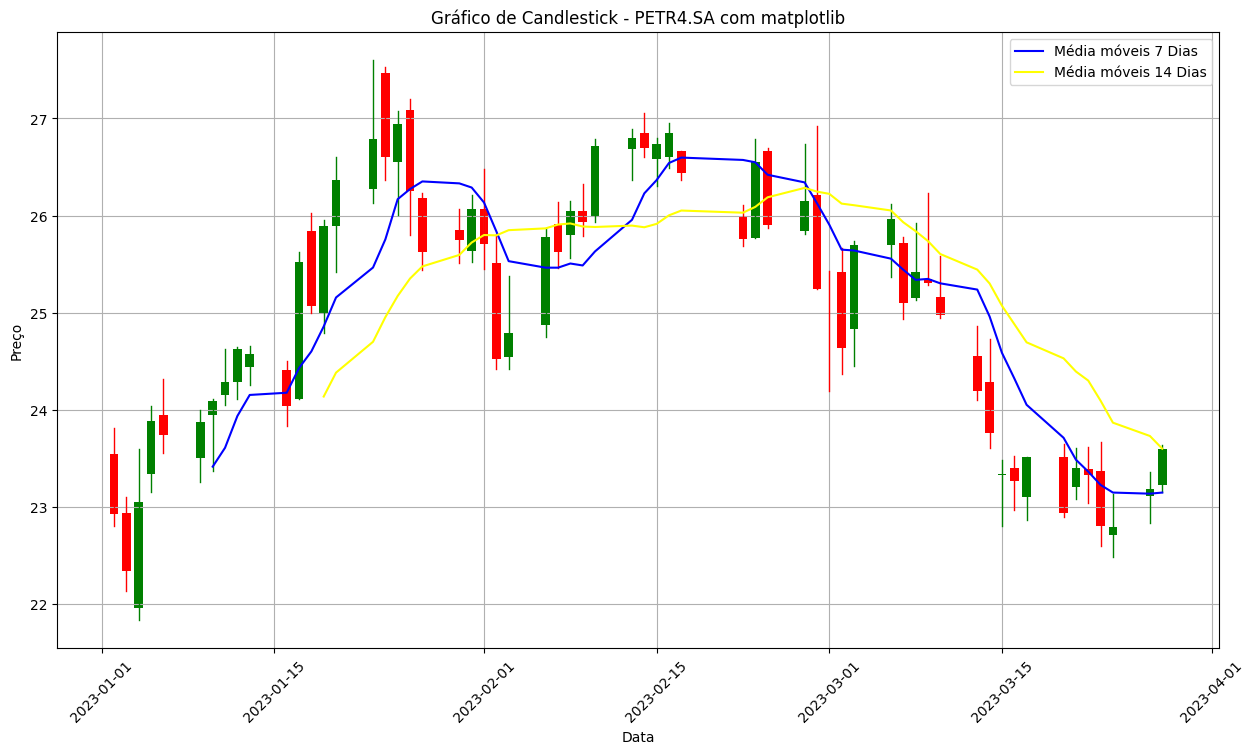 Gráfico de Candlestick - PETR4.SA com matplotlib
Média móveis 7 Dias
Média móveis 14 Dias
Preço
27
26
25
24
23
22
2023-01-01
2023-01-15
2023-02-01
2023-02-15
2023-03-01
2023-03-15
2023-04-01
Data